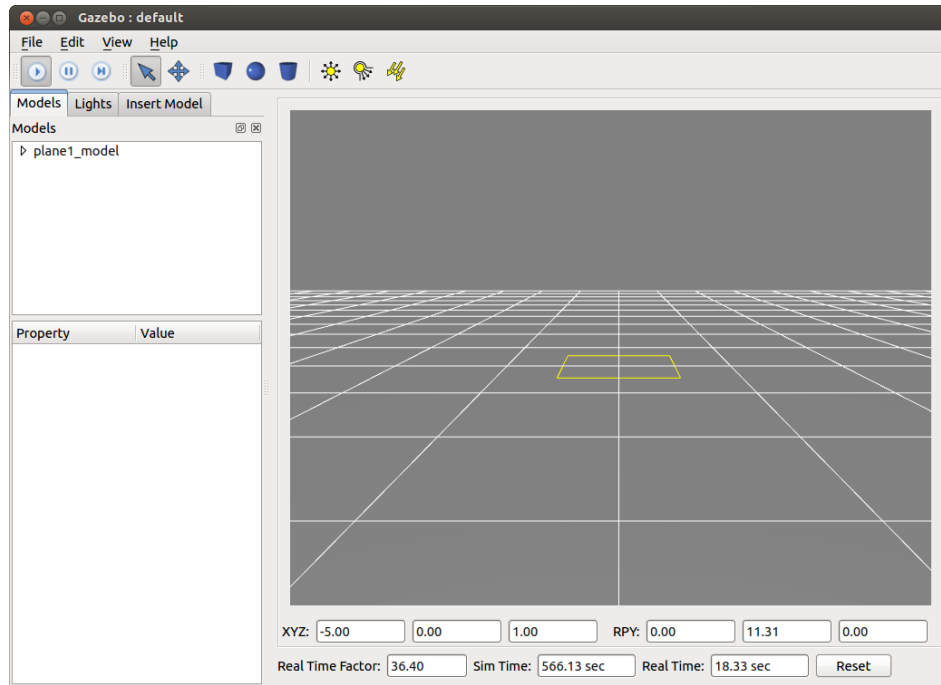 Gazebo : default
File Edit View Help
Models Lights Insert Model
Models
plane1_model
Property Value
XYZ: -5.00 0.00 1.00 RPY: 0.00 11.31 0.00
Real Time Factor: 36.40 Sim Time: 566.13 sec Real Time: 18.33 sec Reset